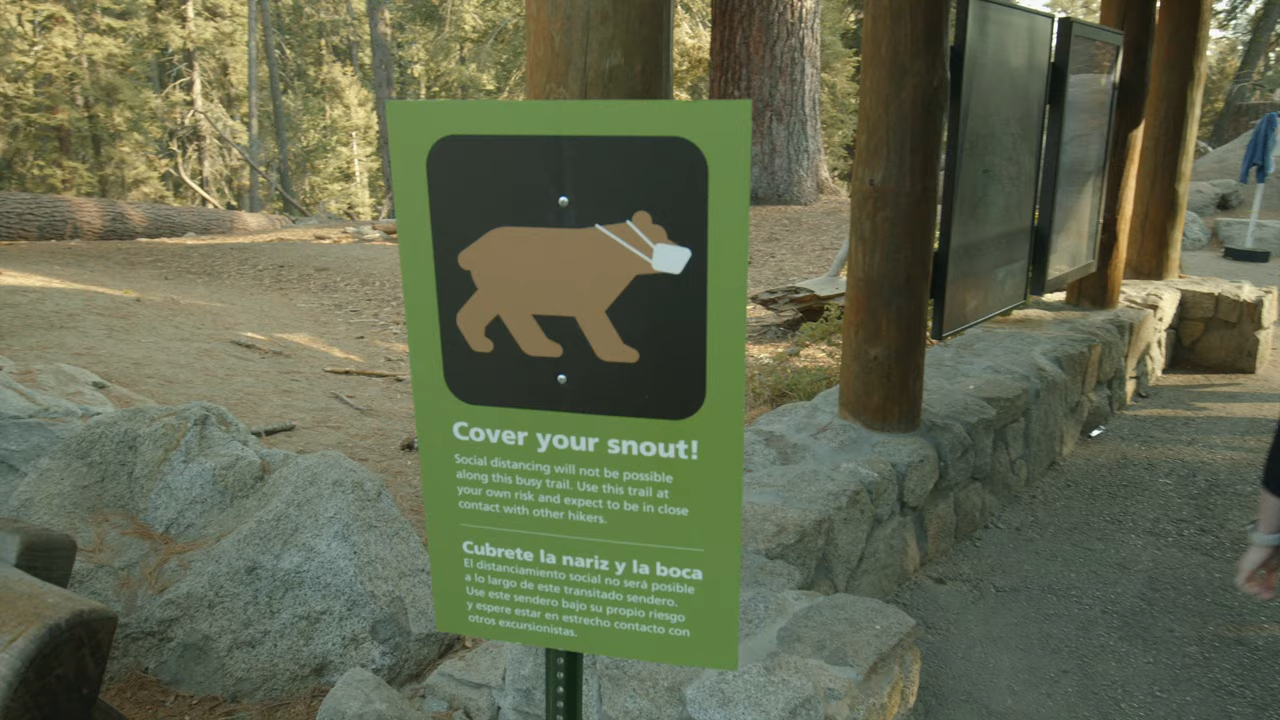 Cover your snout!
Social distancing will not be possible
along this busy trail. Use this trail at
your own risk and expect to be in close
contact with other hikers.
Cubrete la nariz y la boca
El distanciamiento social no será posible
a lo largo de este transitado sendero.
Use este sendero bajo su propio riesgo
y espere estar en estrecho contacto con
otros excursionistas.